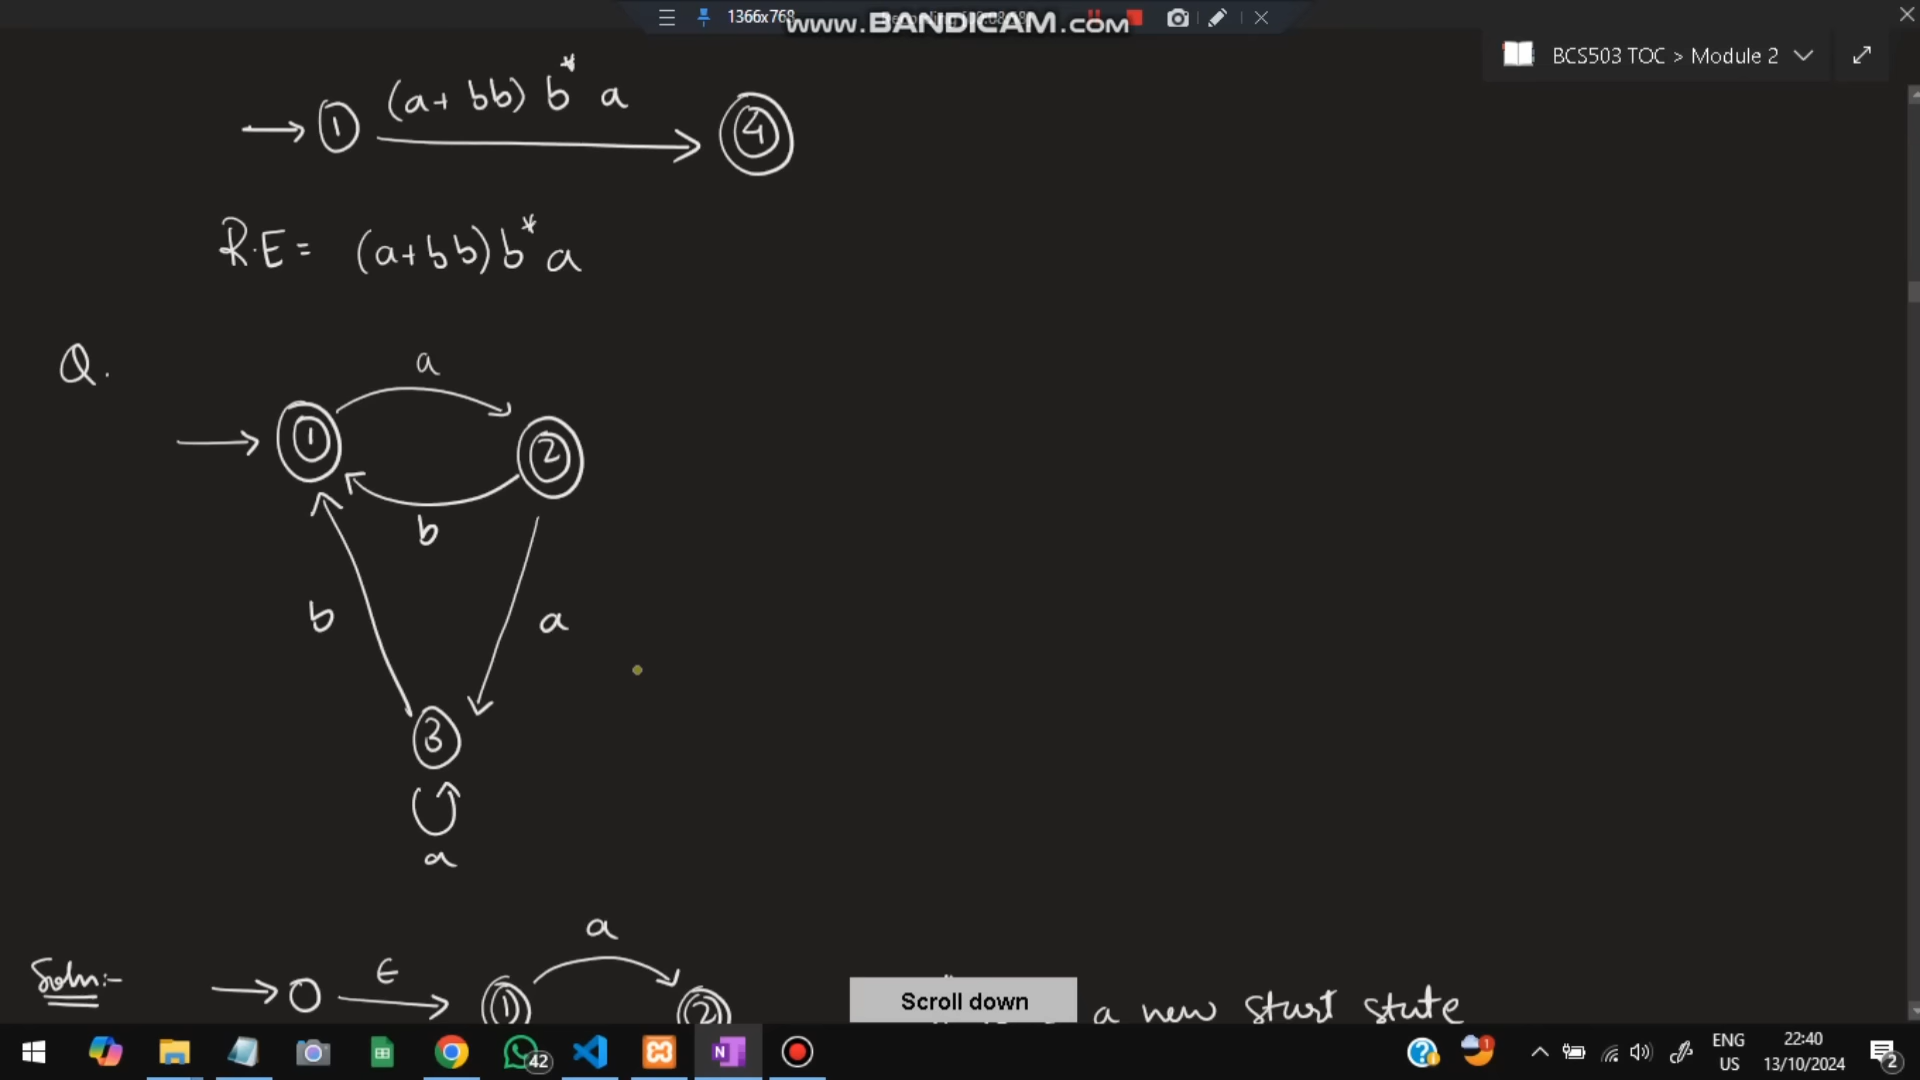 1366x768
www.BANDICAM.com
BCS503 TOC > Module 2
(a+ bb) b* a
1
4
R.E = (a+bb)b* a
Q.
a
1
2
b
b
a
3
a
a
Soln:-
ϵ
1
2
Scroll down
a new start state
42
N
1
ENG
US
22:40
13/10/2024
2